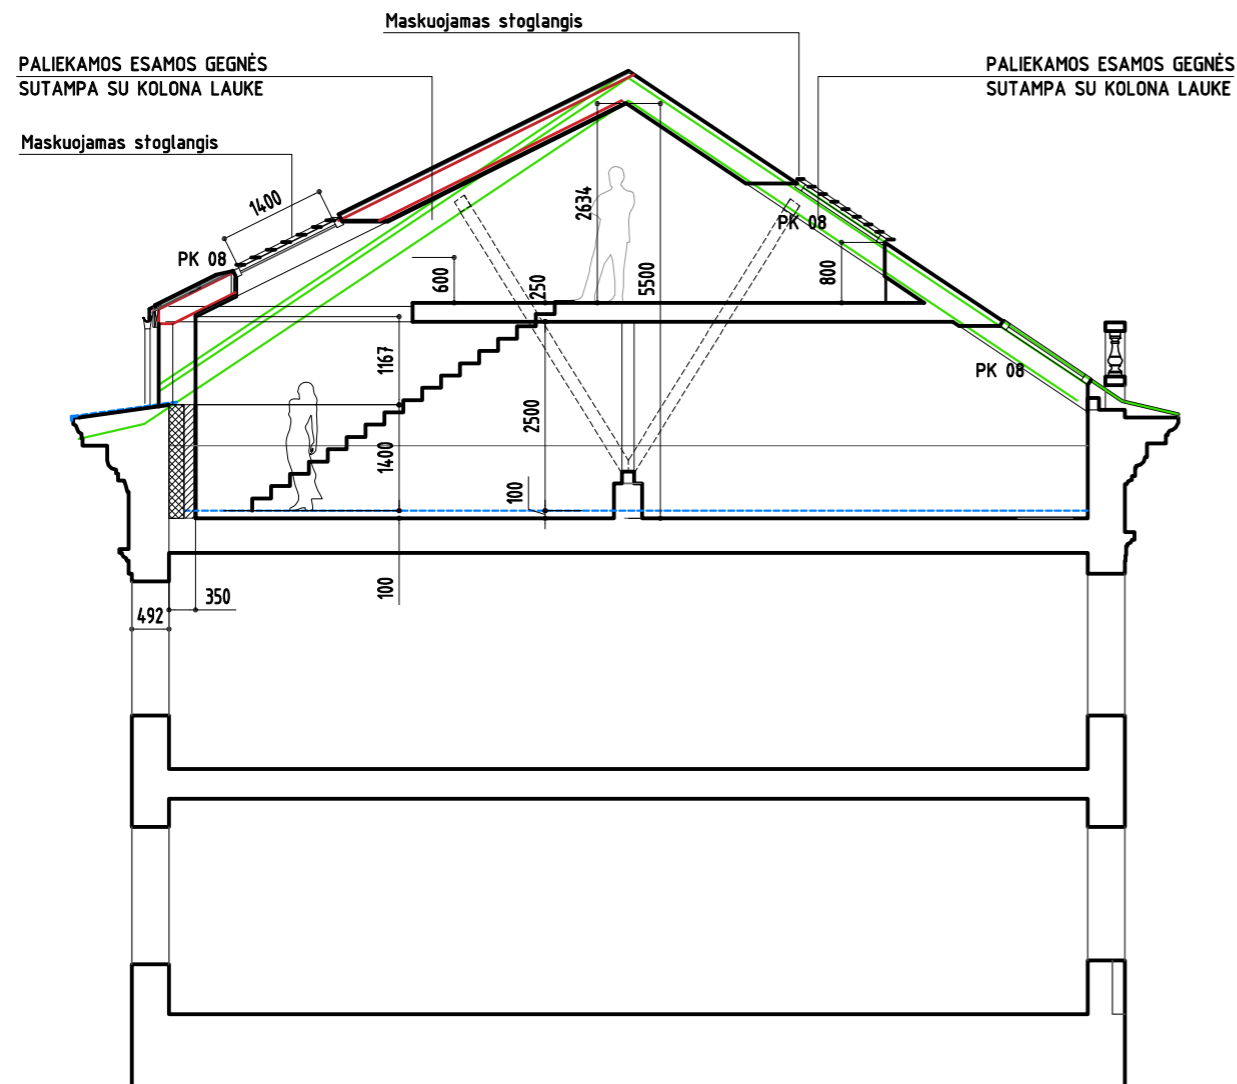 Maskuojamas stoglangis
PALIEKAMOS ESAMOS GEGNĖS
SUTAMPA SU KOLONA LAUKE
PALIEKAMOS ESAMOS GEGNĖS
SUTAMPA SU KOLONA LAUKE
Maskuojamas stoglangis
1400
2634
PK 08
PK 08
600
250
5500
800
1167
PK 08
2500
1400
100
100
350
492